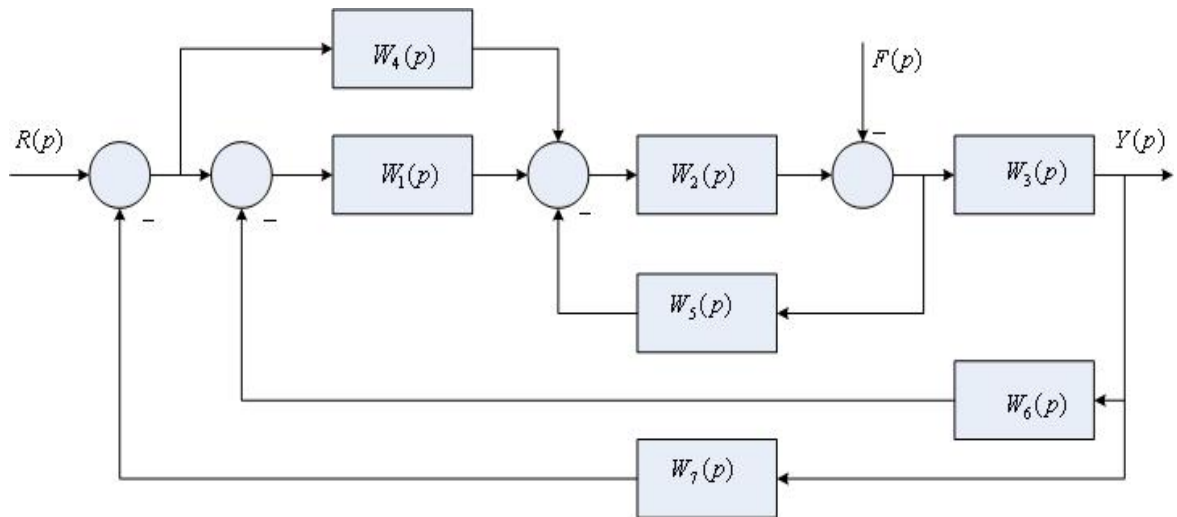 W₄(p)
F(p)
R(p)
Y(p)
W₁(p)
W₂(p)
W₃(p)
–
–
–
–
–
W₅(p)
W₆(p)
W₇(p)